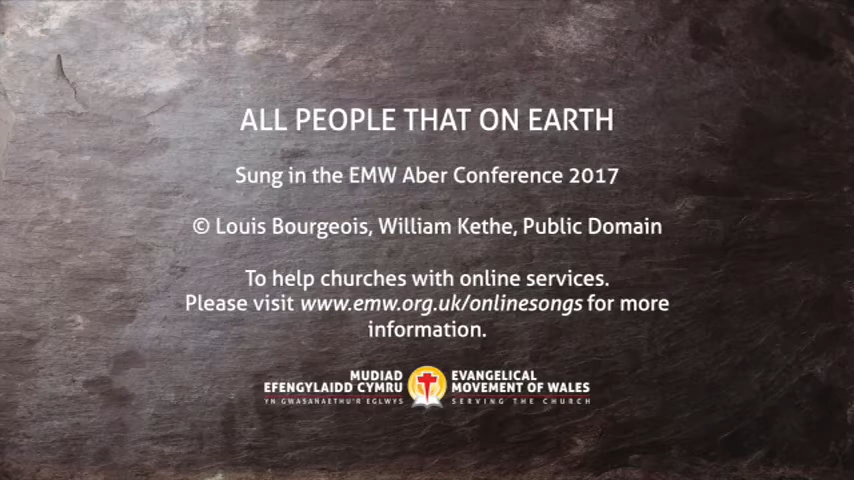 ALL PEOPLE THAT ON EARTH
Sung in the EMW Aber Conference 2017
© Louis Bourgeois, William Kethe, Public Domain
To help churches with online services.
Please visit www.emw.org.uk/onlinesongs for more
information.
MUDIAD
EFENGYLAIDD CYMRU
YN GWASANAETHU'R EGLWYS
EVANGELICAL
MOVEMENT OF WALES
SERVING THE CHURCH